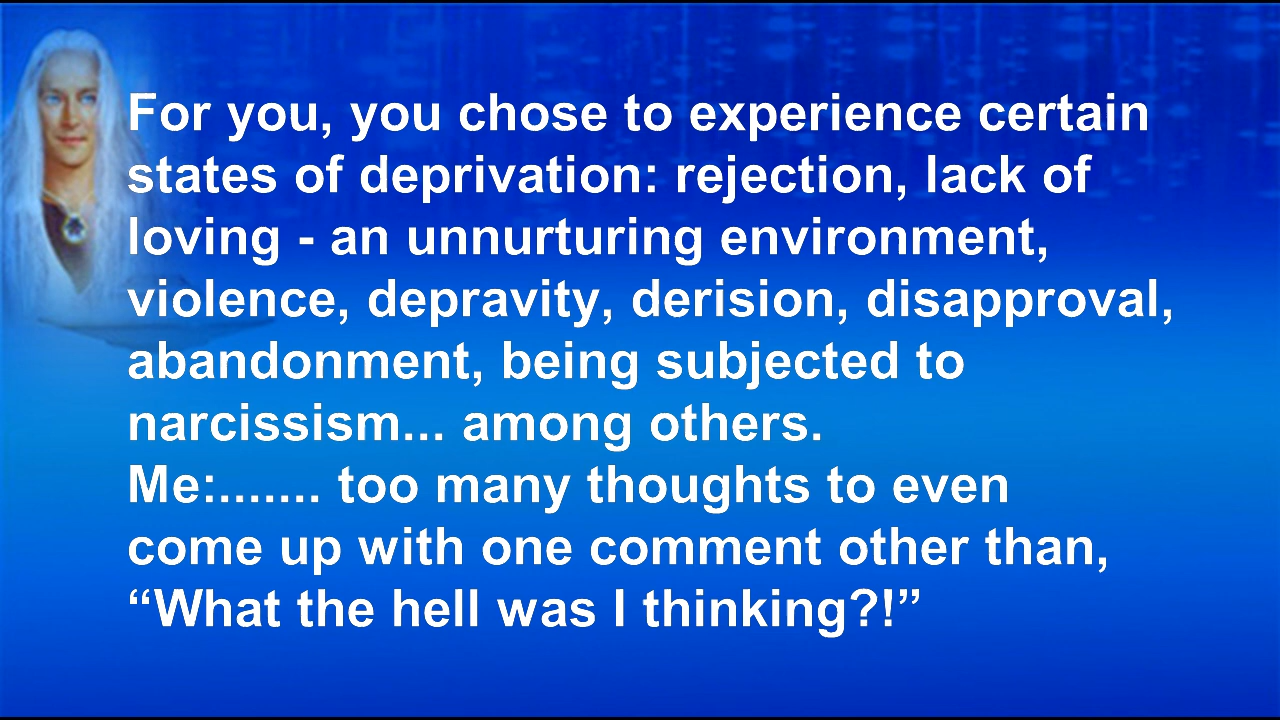 For you, you chose to experience certain
states of deprivation: rejection, lack of
loving - an unnurturing environment,
violence, depravity, derision, disapproval,
abandonment, being subjected to
narcissism... among others.
Me:....... too many thoughts to even
come up with one comment other than,
“What the hell was I thinking?!”